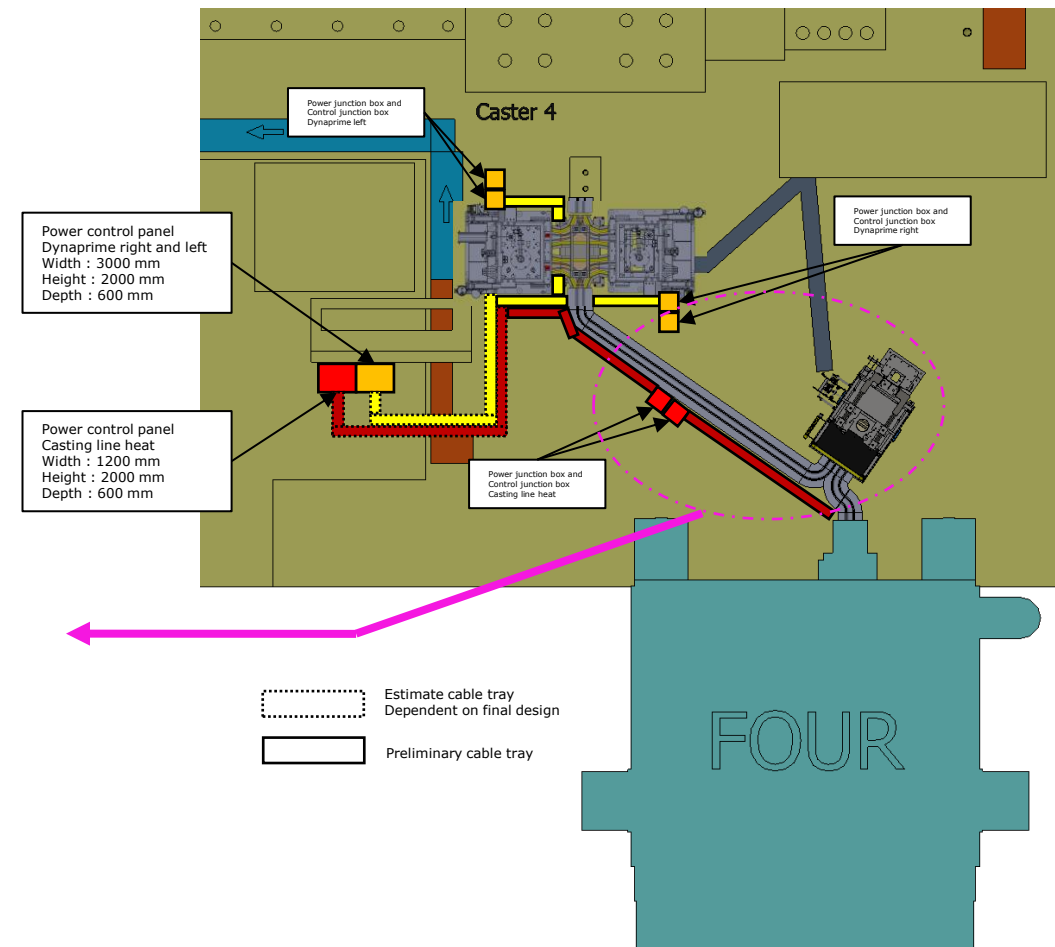 Caster 4
Power junction box and
Control junction box
Dynaprime left
Power junction box and
Control junction box
Dynaprime right
Power control panel
Dynaprime right and left
Width : 3000 mm
Height : 2000 mm
Depth : 600 mm
Power control panel
Casting line heat
Width : 1200 mm
Height : 2000 mm
Depth : 600 mm
Power junction box and
Control junction box
Casting line heat
Estimate cable tray
Dependent on final design
Preliminary cable tray
FOUR